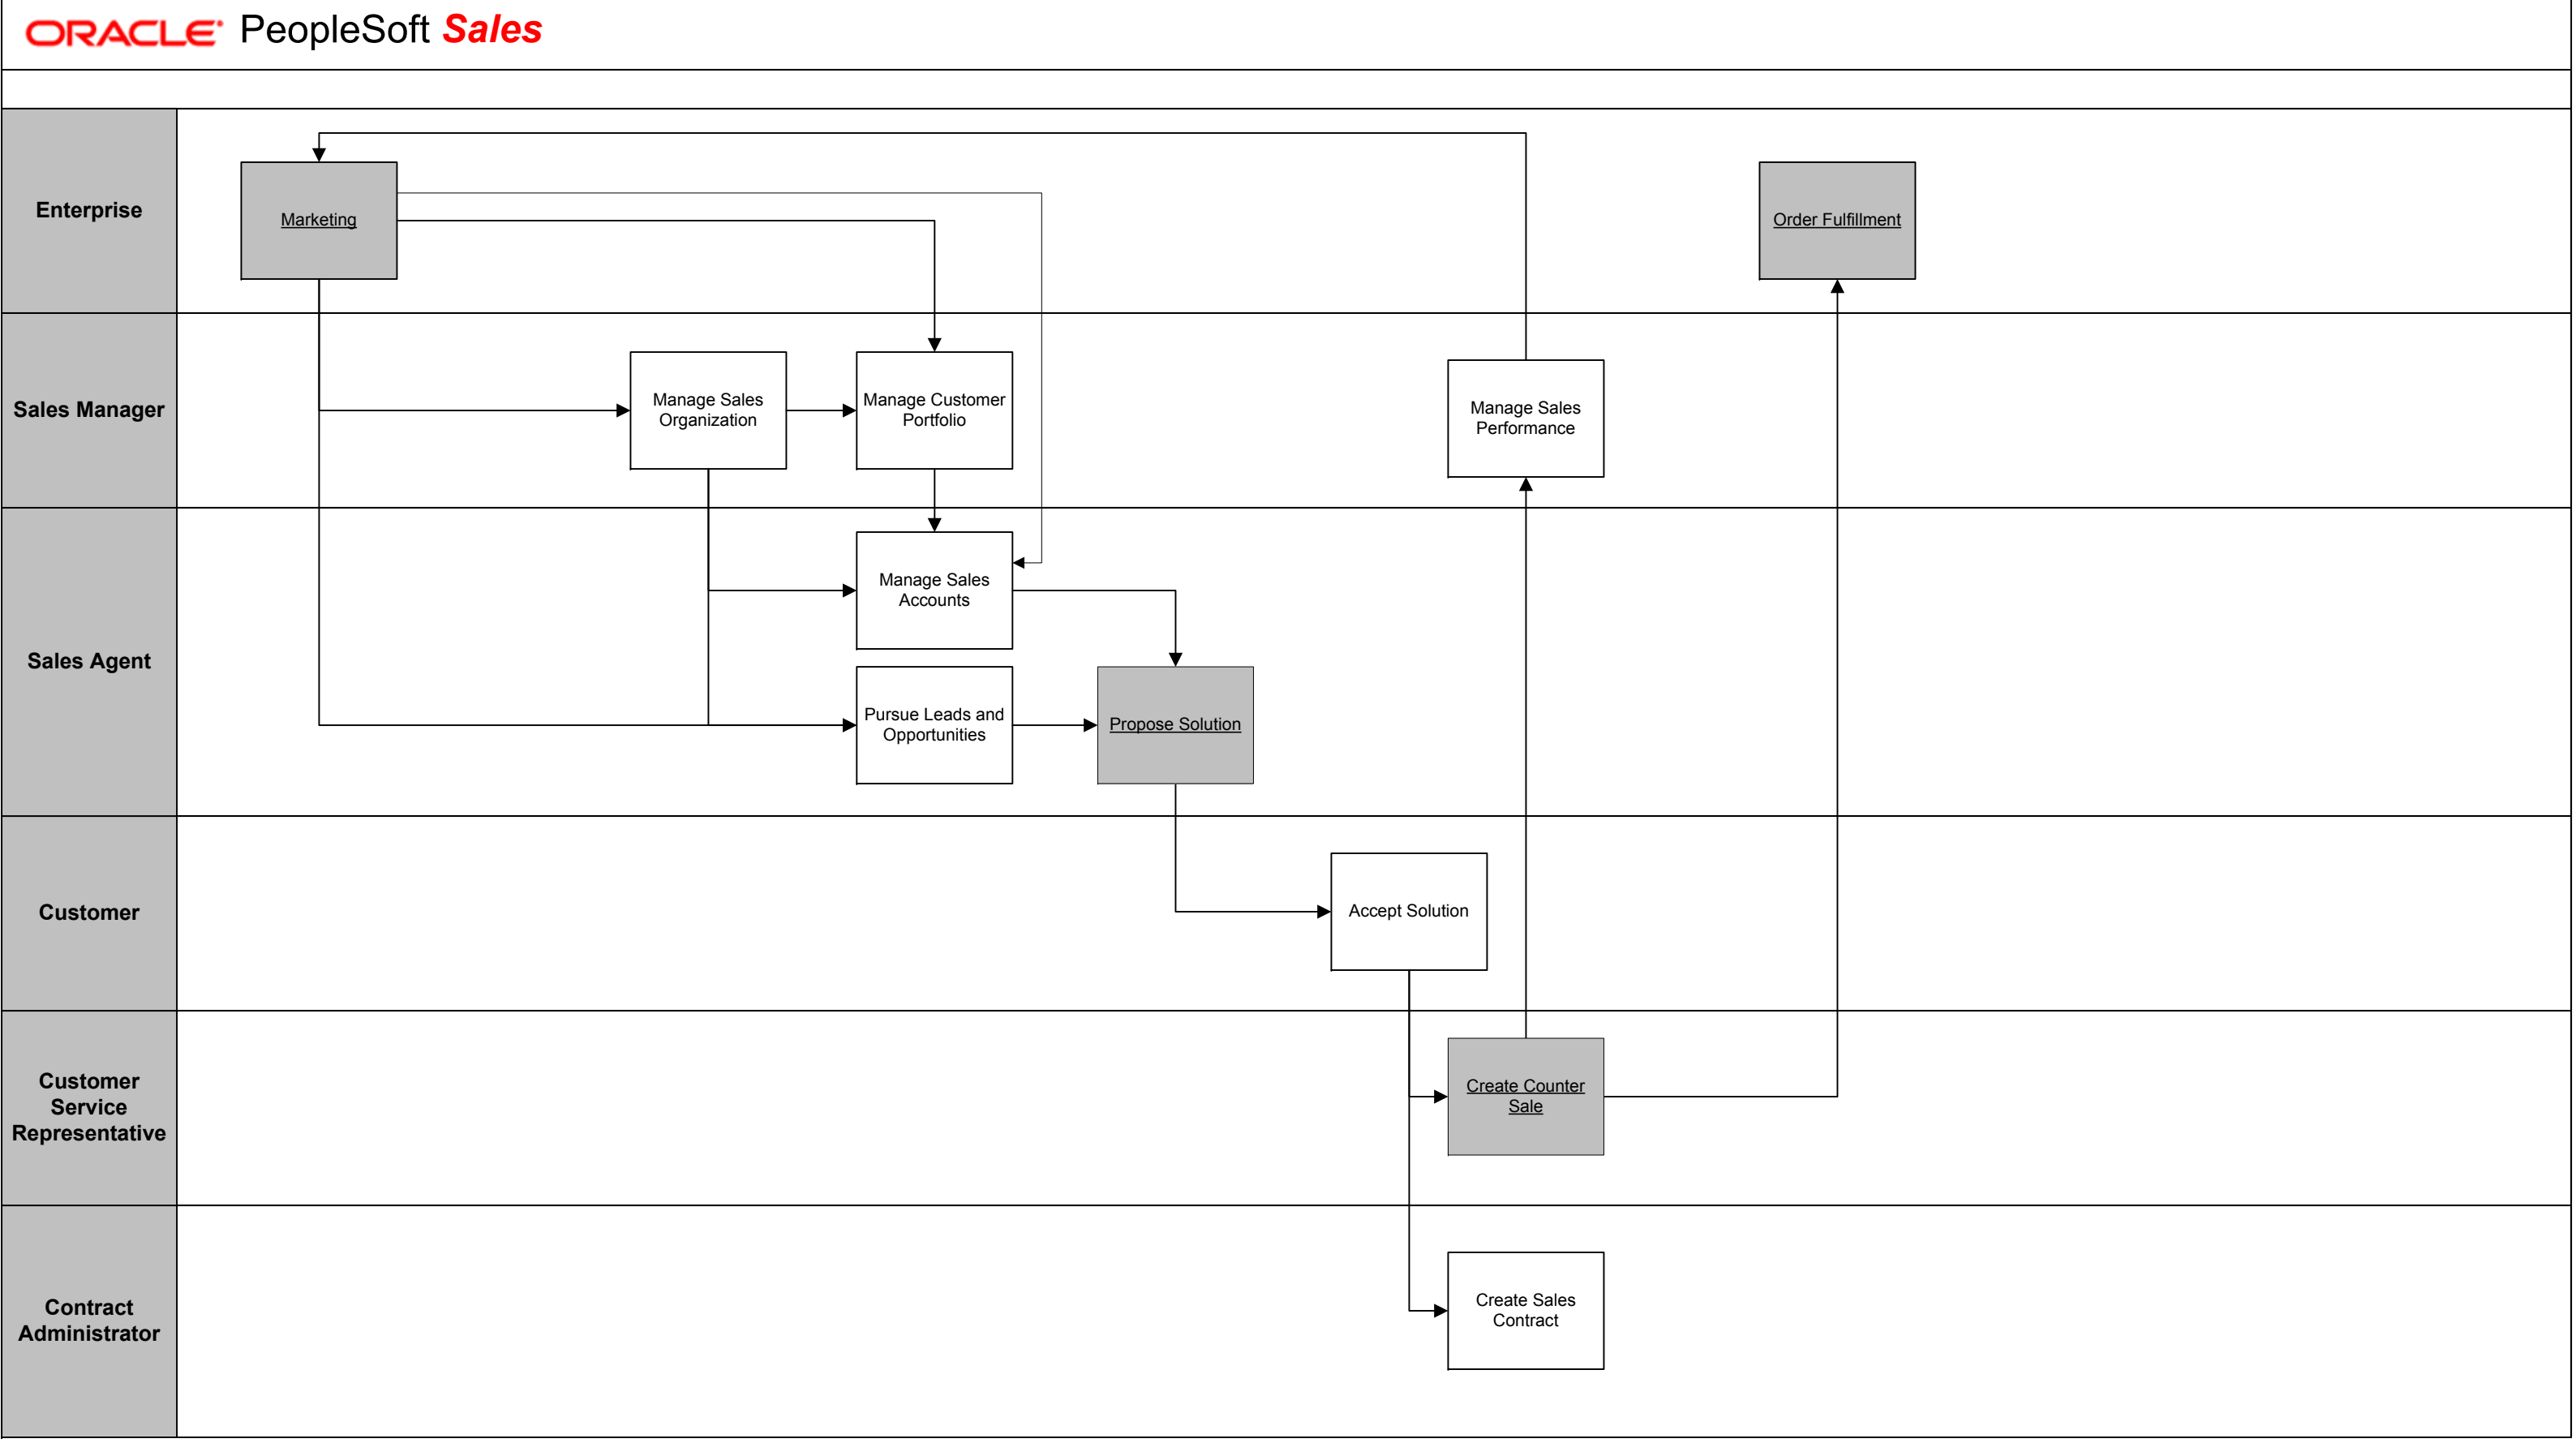 ORACLE PeopleSoft Sales
Enterprise
Marketing
Order Fulfillment
Sales Manager
Manage Sales
Organization
Manage Customer
Portfolio
Manage Sales
Performance
Sales Agent
Manage Sales
Accounts
Pursue Leads and
Opportunities
Propose Solution
Customer
Accept Solution
Customer
Service
Representative
Create Counter
Sale
Contract
Administrator
Create Sales
Contract